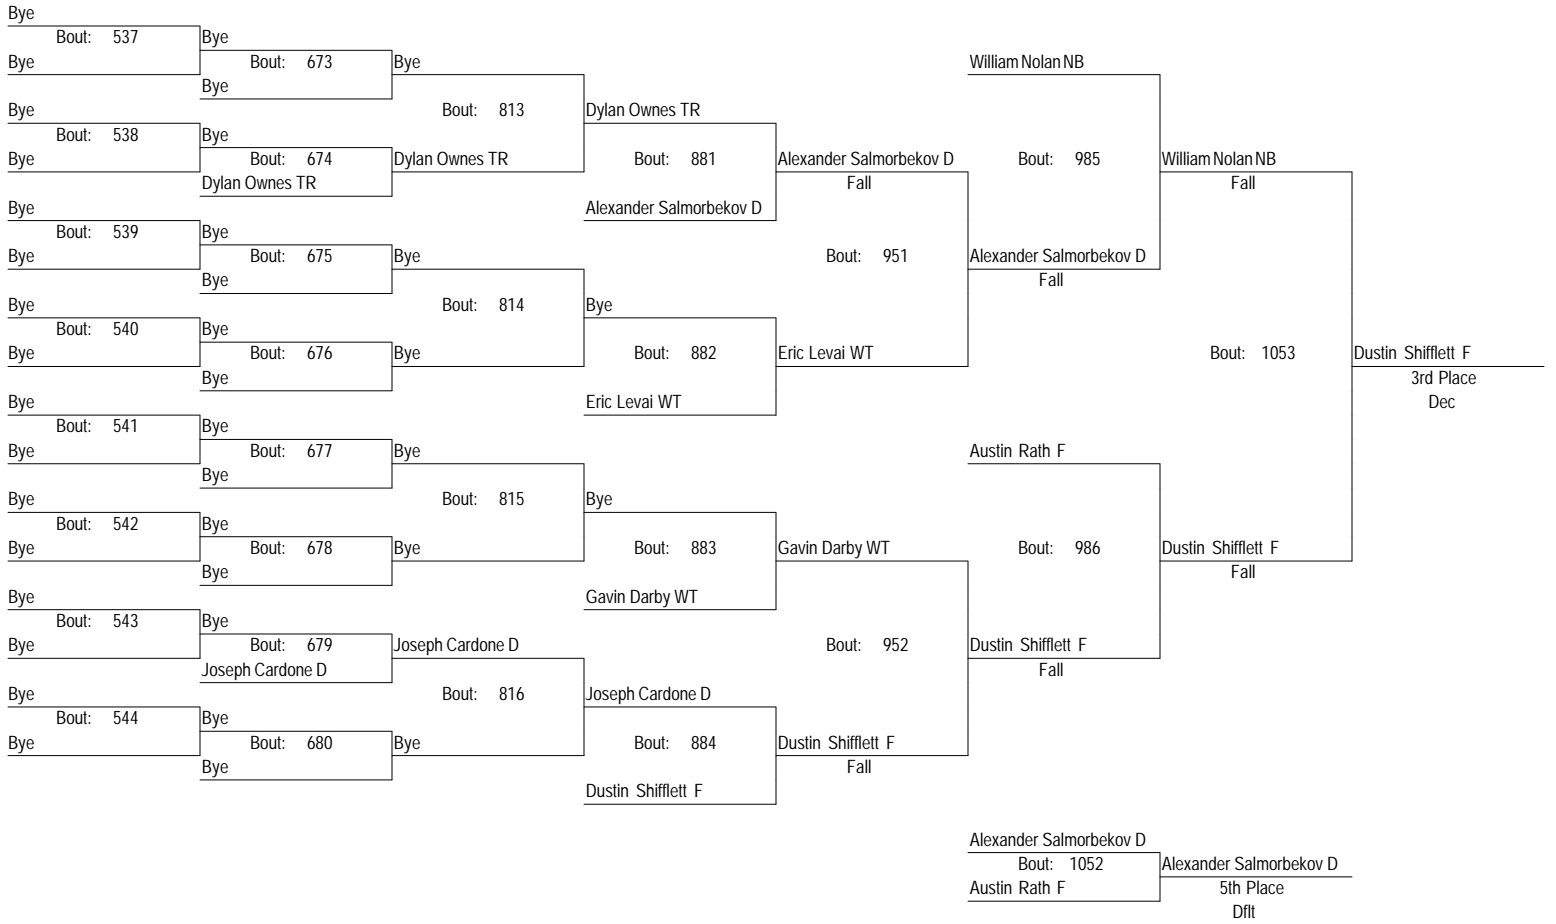 Bye
Bout: 537 Bye
Bye Bout: 673 Bye William Nolan NB
Bye
Bye Bout: 813 Dylan Ownes TR
Bout: 538 Bye
Bye Bout: 674 Dylan Ownes TR Bout: 881 Alexander Salmorbekov D Bout: 985 William Nolan NB
Dylan Ownes TR Fall Fall
Bye Alexander Salmorbekov D
Bout: 539 Bye
Bye Bout: 675 Bye Bout: 951 Alexander Salmorbekov D
Bye Fall
Bye Bout: 814 Bye
Bout: 540 Bye
Bye Bout: 676 Bye Bout: 882 Eric Levai WT Bout: 1053 Dustin Shifflett F
Bye 3rd Place
Bye Eric Levai WT Dec
Bout: 541 Bye
Bye Bout: 677 Bye Austin Rath F
Bye
Bye Bout: 815 Bye
Bout: 542 Bye
Bye Bout: 678 Bye Bout: 883 Gavin Darby WT Bout: 986 Dustin Shifflett F
Bye Fall
Bye Gavin Darby WT
Bout: 543 Bye
Bye Bout: 679 Joseph Cardone D Bout: 952 Dustin Shifflett F
Joseph Cardone D Fall
Bye Bout: 816 Joseph Cardone D
Bout: 544 Bye
Bye Bout: 680 Bye Bout: 884 Dustin Shifflett F
Bye Fall
Dustin Shifflett F
Alexander Salmorbekov D
Bout: 1052 Alexander Salmorbekov D
Austin Rath F 5th Place
Dflt